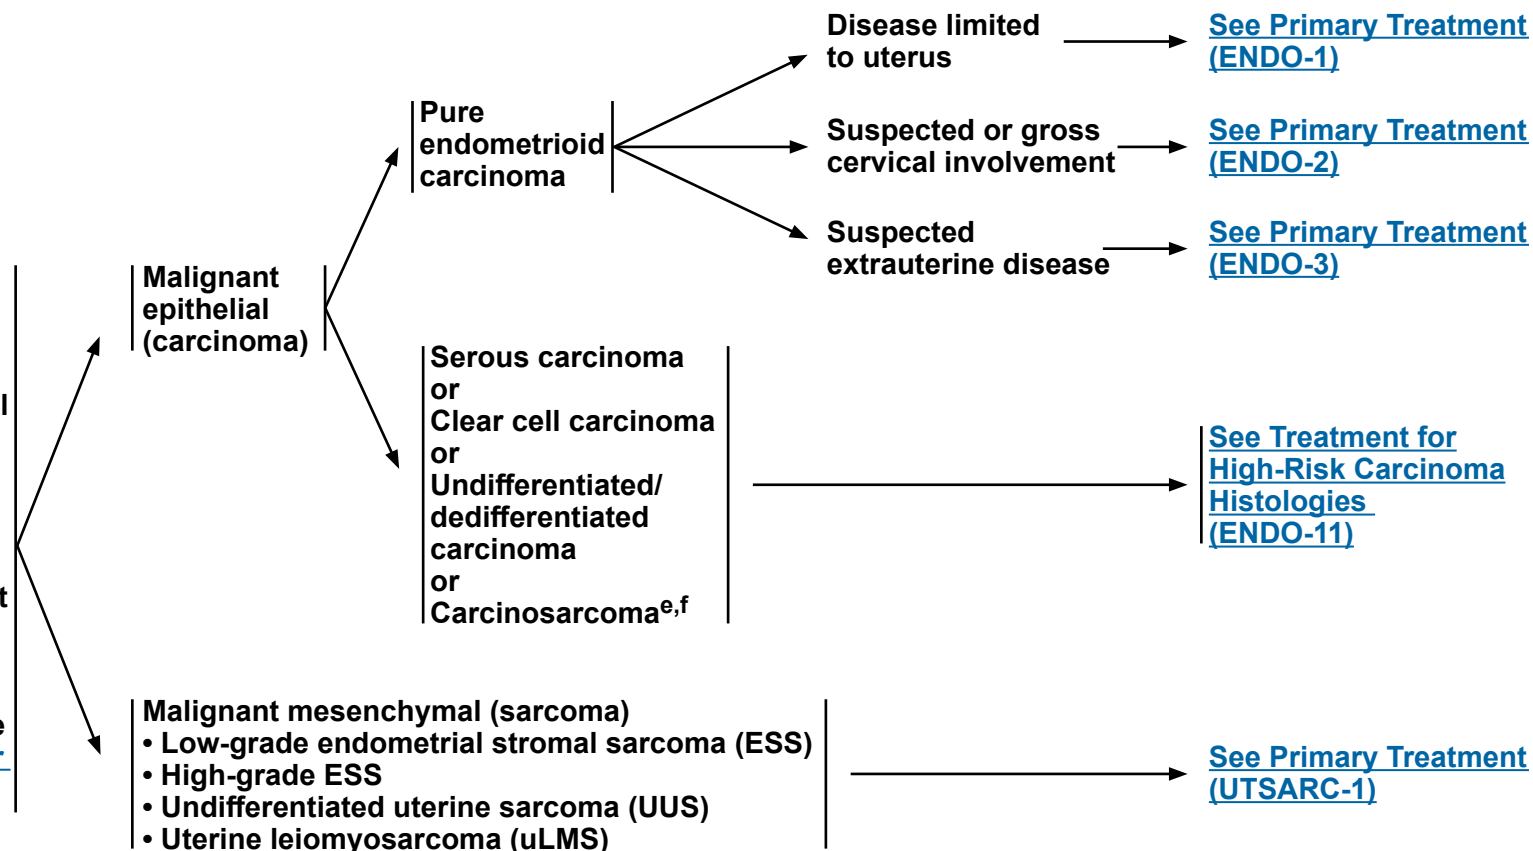 Disease limited
to uterus
See Primary Treatment
(ENDO-1)
Pure
endometrioid
carcinoma
Suspected or gross
cervical involvement
See Primary Treatment
(ENDO-2)
Suspected
extrauterine disease
See Primary Treatment
(ENDO-3)
Malignant
epithelial
(carcinoma)
Serous carcinoma
or
Clear cell carcinoma
or
Undifferentiated/
dedifferentiated
carcinoma
or
Carcinosarcomae,f
See Treatment for
High-Risk Carcinoma
Histologies
(ENDO-11)
Malignant mesenchymal (sarcoma)
• Low-grade endometrial stromal sarcoma (ESS)
• High-grade ESS
• Undifferentiated uterine sarcoma (UUS)
• Uterine leiomyosarcoma (uLMS)
See Primary Treatment
(UTSARC-1)